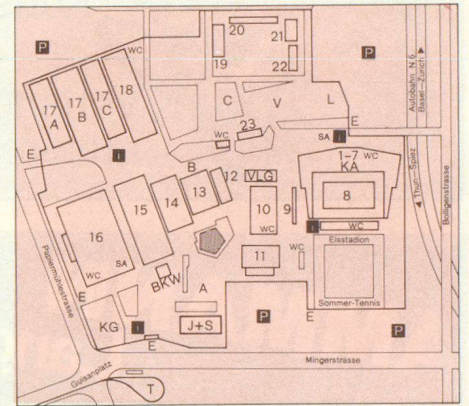 P
20
21
WC
19
22
P
Autobahn N 6
Basel–Zürich
17 A
17 B
17 C
18
C
V
L
E
23
WC
SA
i
E
i
B
1–7 WC
KA
12
VLG
8
13
14
15
10
9
WC
Thun–Spiez
Bolligenstrasse
16
i
WC
Eisstadion
11
WC
SA
WC
BKW
A
Papiermühlestrasse
E
Sommer-Tennis
KG
i
J+S
P
E
P
E
Mingerstrasse
Guisanplatz
T